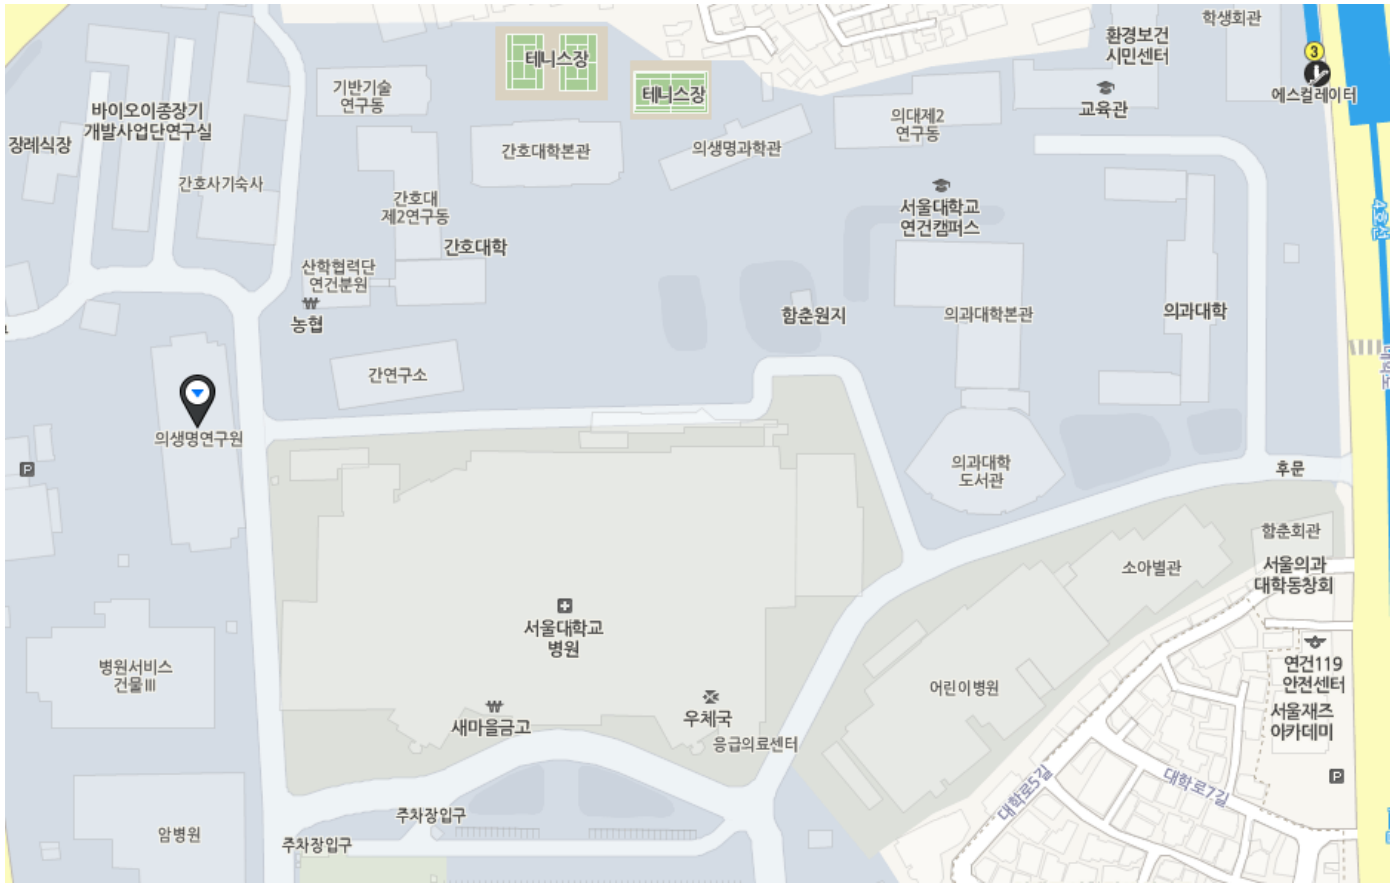 학생회관
환경보건
시민센터
3
에스컬레이터
테니스장
테니스장
기반기술
연구동
교육관
바이오이종장기
개발사업단연구실
의대제2
연구동
장례식장
간호대학본관
의생명과학관
간호사기숙사
간호대
제2연구동
서울대학교
연건캠퍼스
4호선
간호대학
산학협력단
연건분원
농협
함춘원지
의과대학본관
의과대학
대학로
간연구소
의생명연구원
P
의과대학
도서관
후문
함춘회관
소아별관
서울의과
대학동창회
서울대학교
병원
병원서비스
건물III
연건119
안전센터
어린이병원
새마을금고
우체국
서울재즈
아카데미
응급의료센터
P
대학로5길
대학로7길
주차장입구
암병원
주차장입구